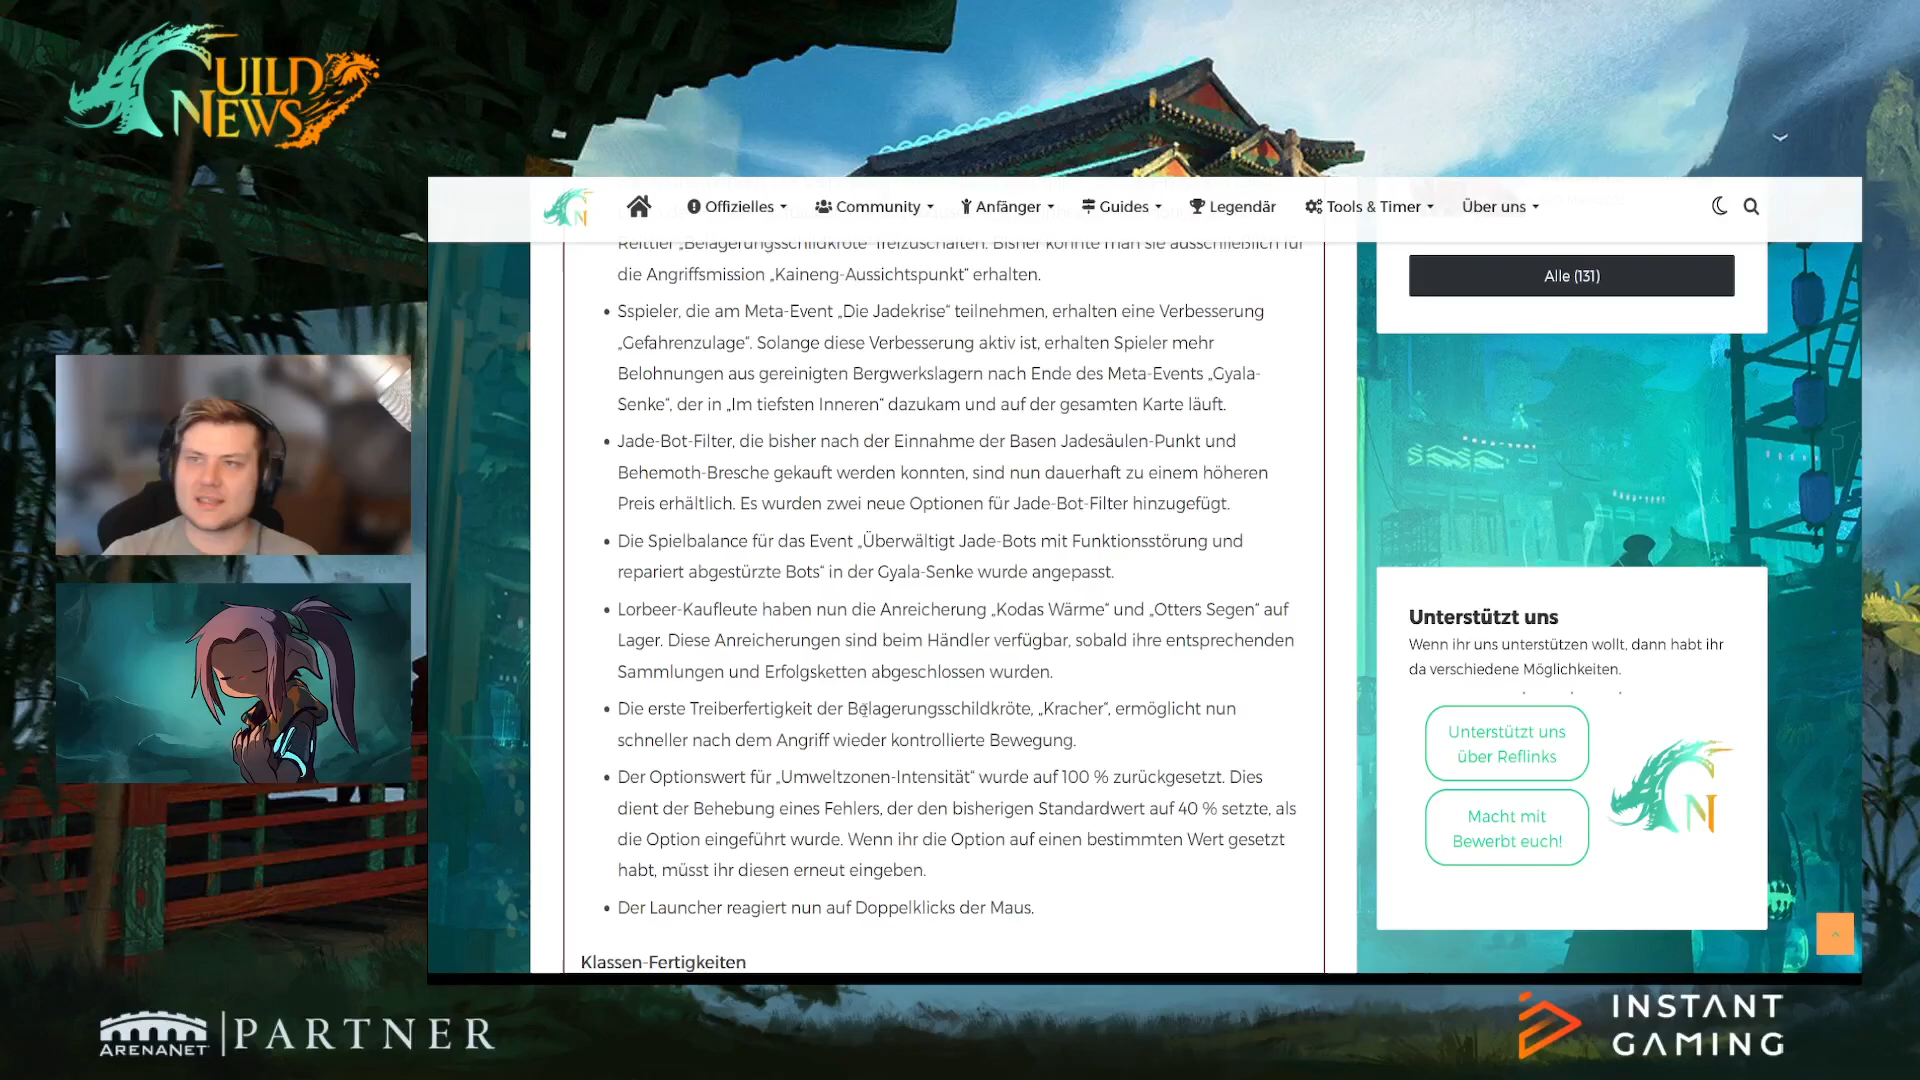 GUILD
NEWS
Offizielles
Community
Anfänger
Guides
Legendär
Tools & Timer
Über uns
Reittier „Belagerungsschildkröte“ freizuschalten. Bisher konnte man sie ausschließlich für
die Angriffsmission „Kaineng-Aussichtspunkt“ erhalten.
• Sspieler, die am Meta-Event „Die Jadekrise“ teilnehmen, erhalten eine Verbesserung
„Gefahrenzulage“. Solange diese Verbesserung aktiv ist, erhalten Spieler mehr
Belohnungen aus gereinigten Bergwerkslagern nach Ende des Meta-Events „Gyala-
Senke“, der in „Im tiefsten Inneren“ dazukam und auf der gesamten Karte läuft.
• Jade-Bot-Filter, die bisher nach der Einnahme der Basen Jadesäulen-Punkt und
Behemoth-Bresche gekauft werden konnten, sind nun dauerhaft zu einem höheren
Preis erhältlich. Es wurden zwei neue Optionen für Jade-Bot-Filter hinzugefügt.
• Die Spielbalance für das Event „Überwältigt Jade-Bots mit Funktionsstörung und
repariert abgestürzte Bots“ in der Gyala-Senke wurde angepasst.
• Lorbeer-Kaufleute haben nun die Anreicherung „Kodas Wärme“ und „Otters Segen“ auf
Lager. Diese Anreicherungen sind beim Händler verfügbar, sobald ihre entsprechenden
Sammlungen und Erfolgsketten abgeschlossen wurden.
• Die erste Treiberfertigkeit der Belagerungsschildkröte, „Kracher“, ermöglicht nun
schneller nach dem Angriff wieder kontrollierte Bewegung.
• Der Optionswert für „Umweltzonen-Intensität“ wurde auf 100 % zurückgesetzt. Dies
dient der Behebung eines Fehlers, der den bisherigen Standardwert auf 40 % setzte, als
die Option eingeführt wurde. Wenn ihr die Option auf einen bestimmten Wert gesetzt
habt, müsst ihr diesen erneut eingeben.
• Der Launcher reagiert nun auf Doppelklicks der Maus.
Klassen-Fertigkeiten
Alle (131)
Unterstützt uns
Wenn ihr uns unterstützen wollt, dann habt ihr
da verschiedene Möglichkeiten.
Unterstützt uns
über Reflinks
Macht mit
Bewerbt euch!
ARENANET
PARTNER
INSTANT
GAMING